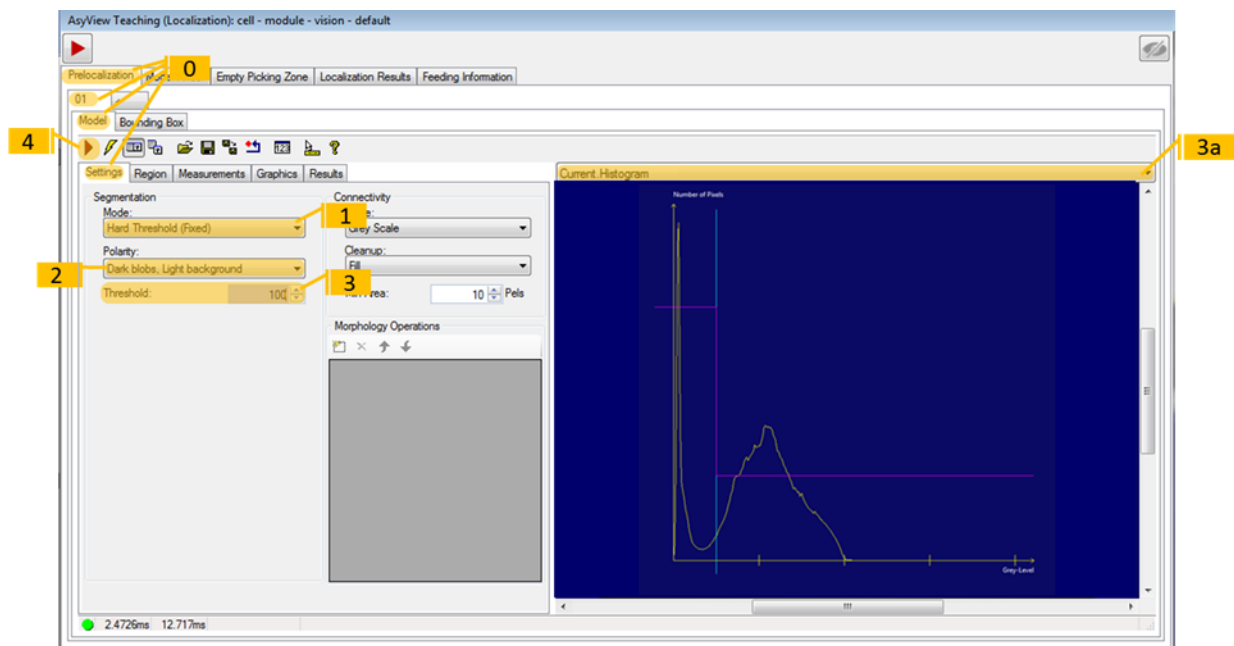 AsyView Teaching (Localization): cell - module - vision - default
0
Prelocalization Empty Picking Zone Localization Results Feeding Information
01
Model Bounding Box
4
3a
Settings Region Measurements Graphics Results
Current.Histogram
Segmentation
Mode:
Hard Threshold (Fixed)
1
Polarity:
Dark blobs, Light background
2
Threshold: 100
3
Connectivity
Grey Scale
Cleanup:
Fill
Area: 10 Pels
Morphology Operations
Number of Pixels
Grey-Level
2.4726ms 12.717ms